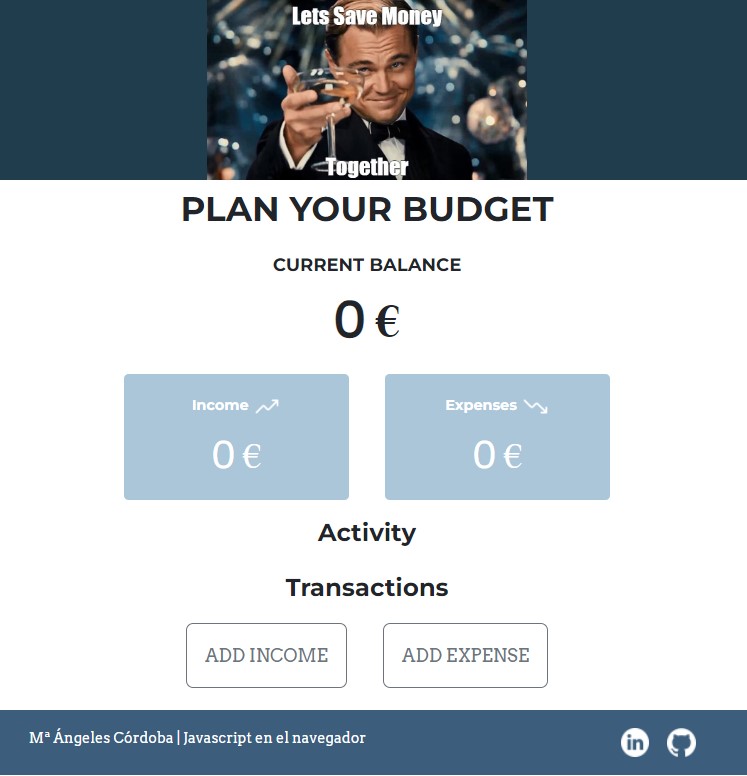 Lets Save Money
Together
PLAN YOUR BUDGET
CURRENT BALANCE
0 €
Income
Expenses
0 €
0 €
Activity
Transactions
ADD INCOME
ADD EXPENSE
Mª Ángeles Córdoba | Javascript en el navegador
in